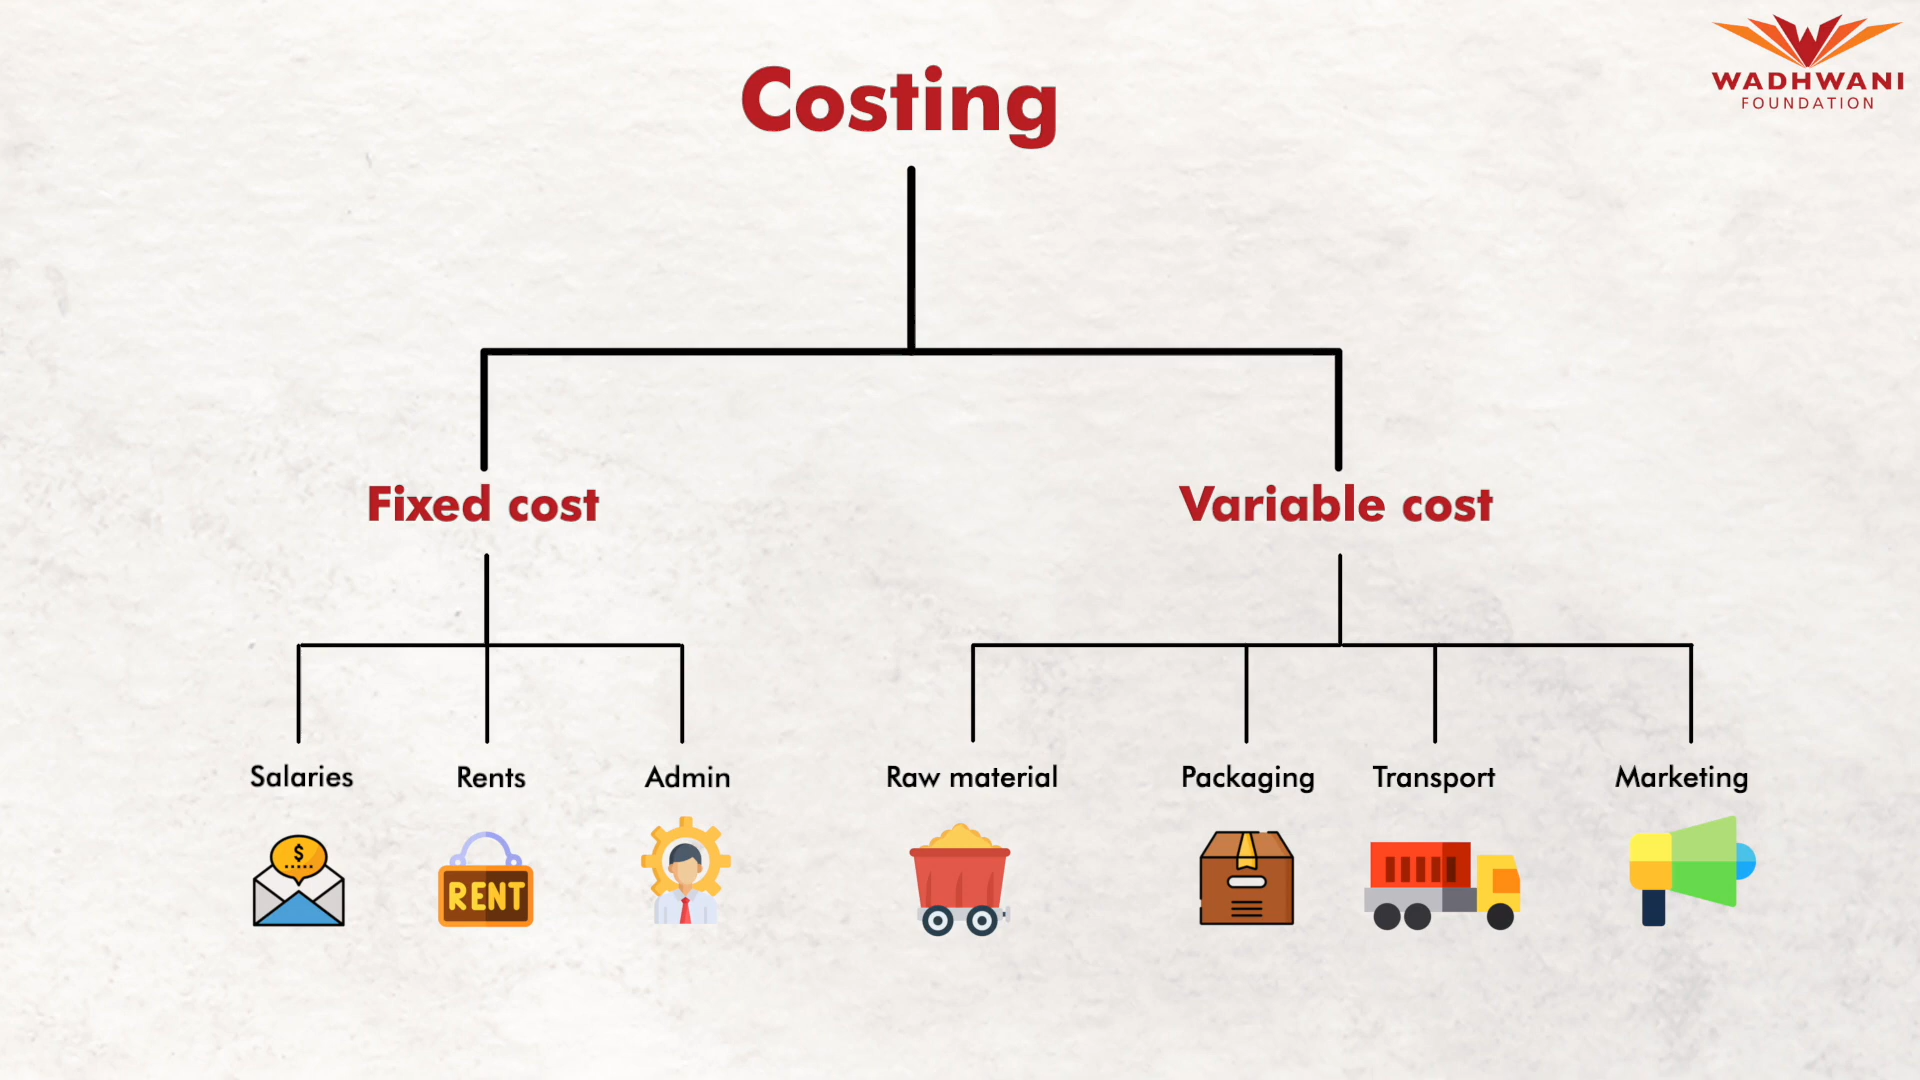 WADHWANI
FOUNDATION
Costing
Fixed cost
Variable cost
Salaries
Rents
Admin
Raw material
Packaging
Transport
Marketing
$
RENT